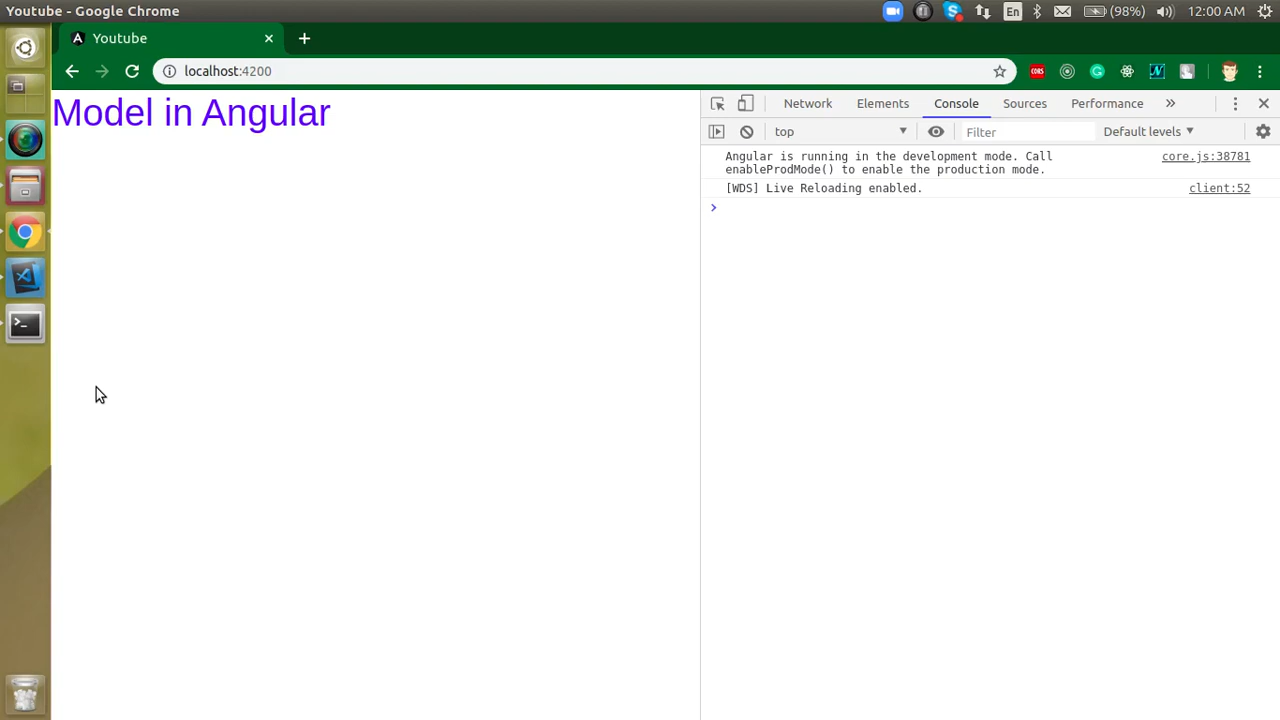 Youtube - Google Chrome
En
(98%)
12:00 AM
Youtube
localhost:4200
CORS
Model in Angular
Network
Elements
Console
Sources
Performance
top
Filter
Default levels
Angular is running in the development mode. Call
enableProdMode() to enable the production mode.
core.js:38781
[WDS] Live Reloading enabled.
client:52